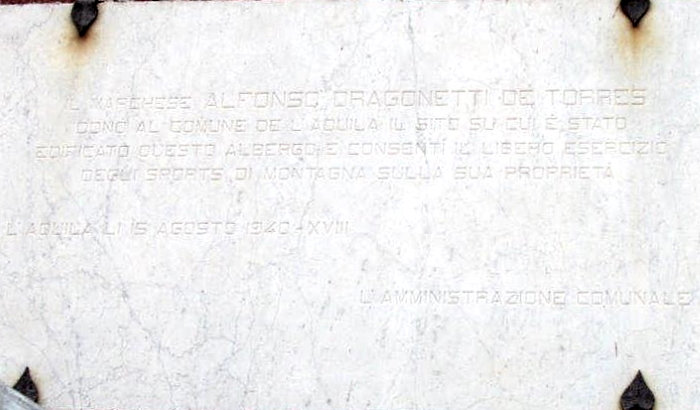 IL MARCHESE ALFONSO DRAGONETTI DE TORRES
DONÒ AL COMUNE DE L'AQUILA IL SITO SU CUI È STATO
EDIFICATO QUESTO ALBERGO E CONSENTÌ IL LIBERO ESERCIZIO
DEGLI SPORTS DI MONTAGNA SULLA SUA PROPRIETÀ
L'AQUILA LI 15 AGOSTO 1940-XVIII
L'AMMINISTRAZIONE COMUNALE